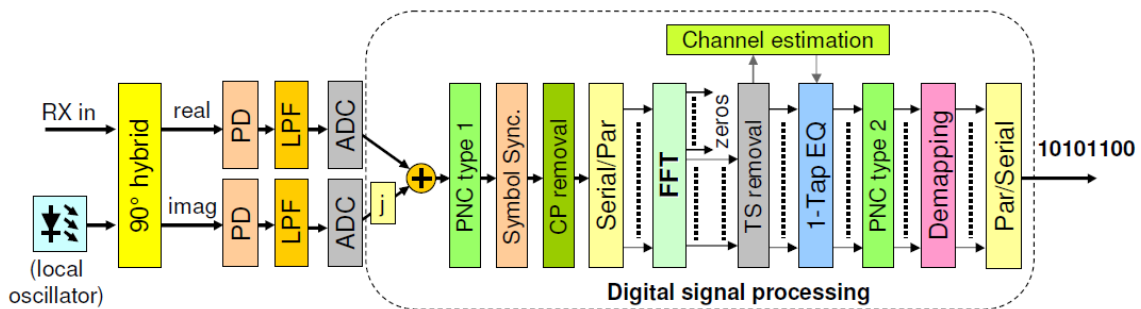 Channel estimation
RX in
real
imag
90° hybrid
PD
LPF
ADC
PD
LPF
ADC
j
+
PNC type 1
Symbol Sync.
CP removal
Serial/Par
FFT
zeros
TS removal
1-Tap EQ
PNC type 2
Demapping
Par/Serial
10101100
(local
oscillator)
Digital signal processing